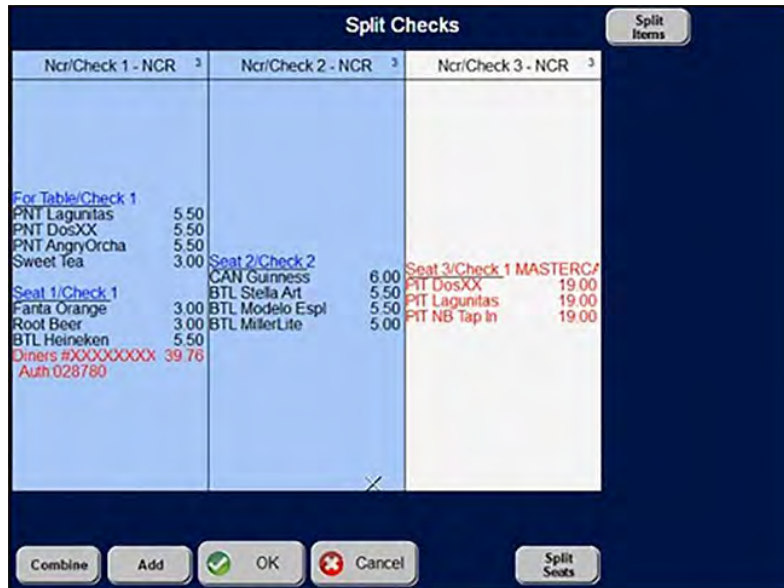 Split Checks
Split
Items
Ncr/Check 1 - NCR 3
Ncr/Check 2 - NCR 3
Ncr/Check 3 - NCR 3
For Table/Check 1
PNT Lagunitas 5.50
PNT DosXX 5.50
PNT AngryOrcha 5.50
Sweet Tea 3.00
Seat 1/Check 1
Fanta Orange 3.00
Root Beer 3.00
BTL Heineken 5.50
Diners #XXXXXXXX 39.76
Auth:028780
Seat 2/Check 2
CAN Guinness 6.00
BTL Stella Art 5.50
BTL Modelo Espl 5.50
BTL MillerLite 5.00
Seat 3/Check 1 MASTERCA
PIT DosXX 19.00
PIT Lagunitas 19.00
PIT NB Tap In 19.00
Combine
Add
OK
Cancel
Split
Seats